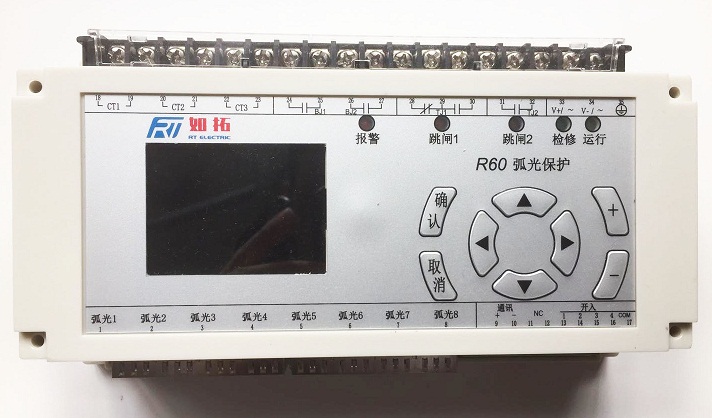 18 19 20 21 22 23 24 25 26 27 28 29 30 31 32 33 34 35
CT1 CT2 CT3 BJ1 BJ2 TJ1 TJ2 V+/~ V-/~
RT 如拓
RT ELECTRIC
报警 跳闸1 跳闸2 检修 运行
R60 弧光保护
确认
取消
+
−
通讯 开入
弧光1 弧光2 弧光3 弧光4 弧光5 弧光6 弧光7 弧光8 + − NC 1 2 3 4 COM
1 2 3 4 5 6 7 8 9 10 11 12 13 14 15 16 17